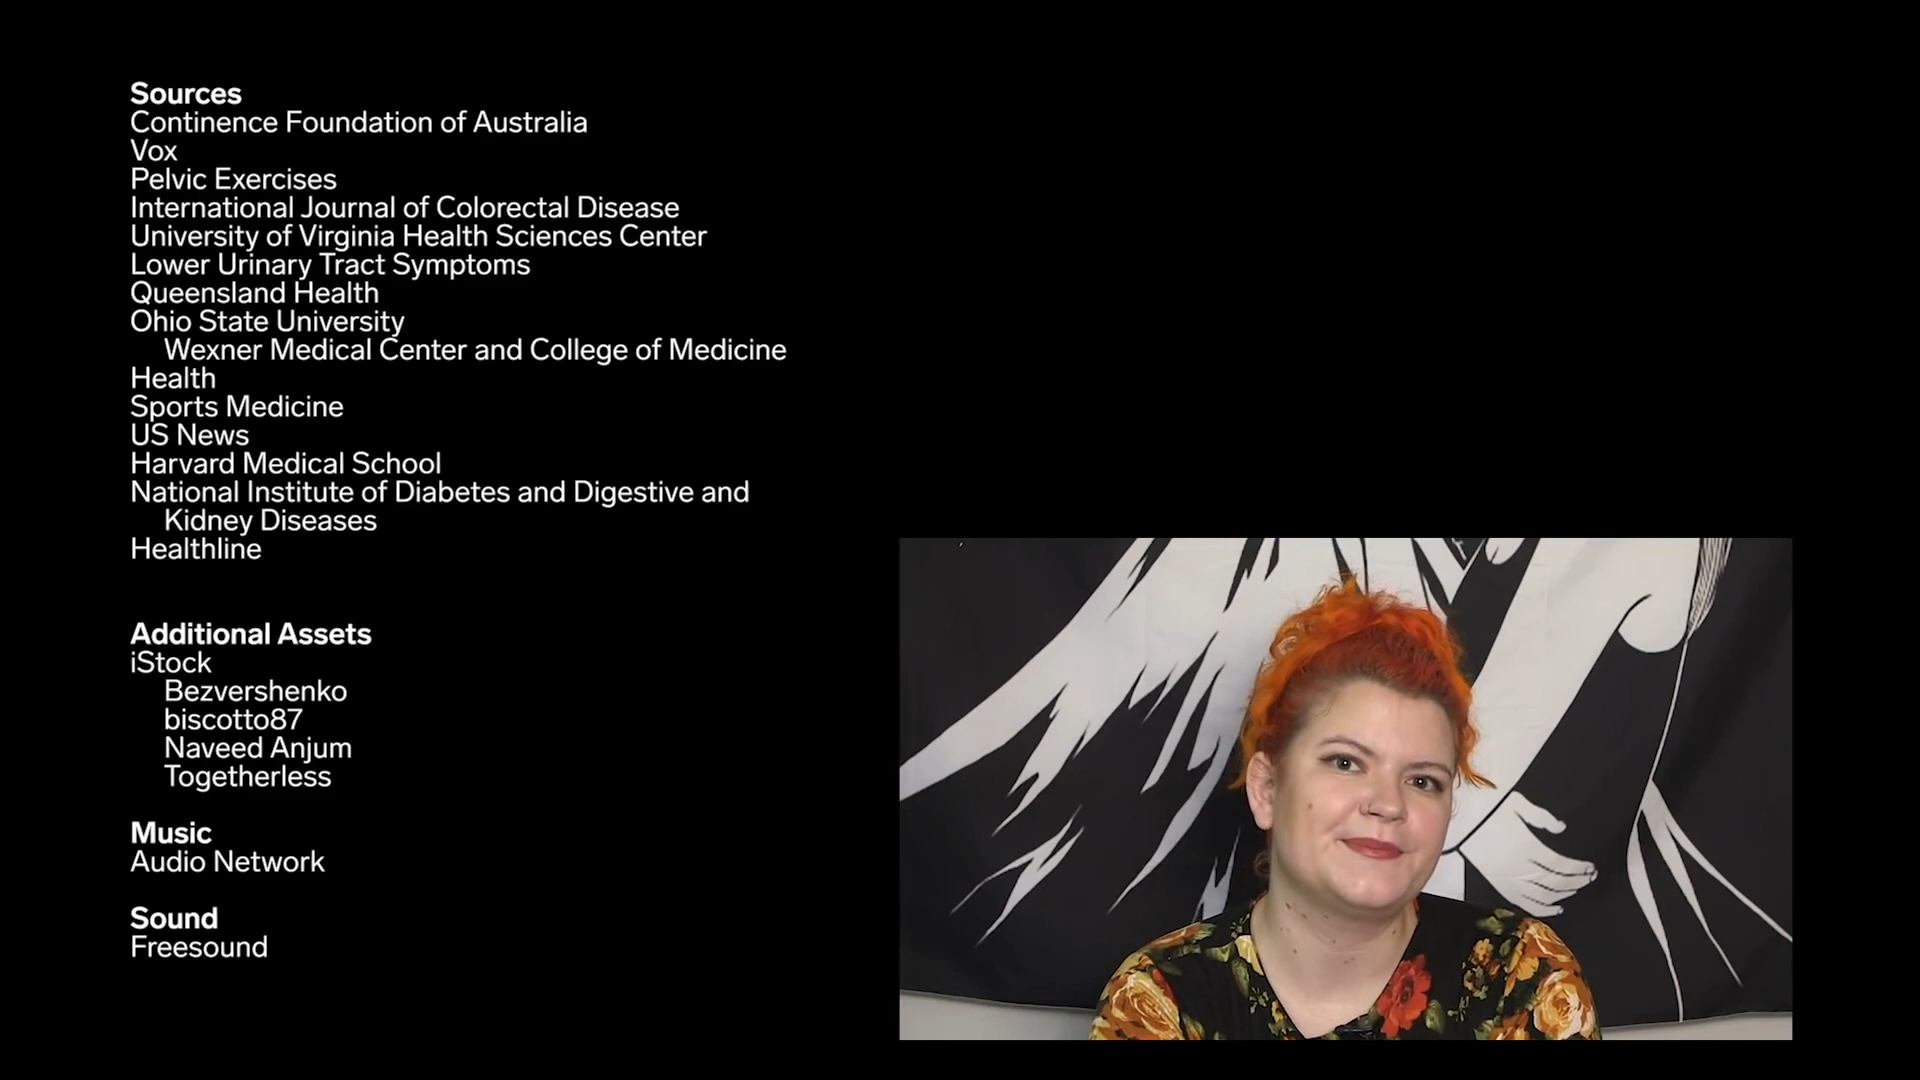 Sources
Continence Foundation of Australia
Vox
Pelvic Exercises
International Journal of Colorectal Disease
University of Virginia Health Sciences Center
Lower Urinary Tract Symptoms
Queensland Health
Ohio State University
Wexner Medical Center and College of Medicine
Health
Sports Medicine
US News
Harvard Medical School
National Institute of Diabetes and Digestive and
Kidney Diseases
Healthline
Additional Assets
iStock
Bezvershenko
biscotto87
Naveed Anjum
Togetherless
Music
Audio Network
Sound
Freesound